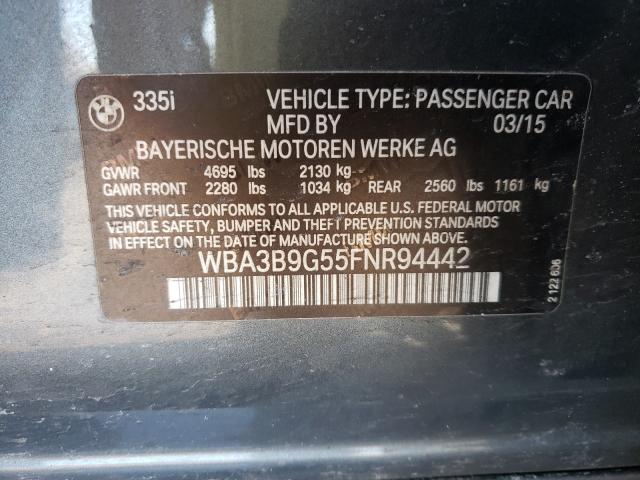 BMW 335i VEHICLE TYPE: PASSENGER CAR
MFD BY 03/15
BAYERISCHE MOTOREN WERKE AG
GVWR 4695 lbs 2130 kg
GAWR FRONT 2280 lbs 1034 kg REAR 2560 lbs 1161 kg
THIS VEHICLE CONFORMS TO ALL APPLICABLE U.S. FEDERAL MOTOR
VEHICLE SAFETY, BUMPER AND THEFT PREVENTION STANDARDS
IN EFFECT ON THE DATE OF MANUFACTURE SHOWN ABOVE.
WBA3B9G55FNR94442
2 122 606